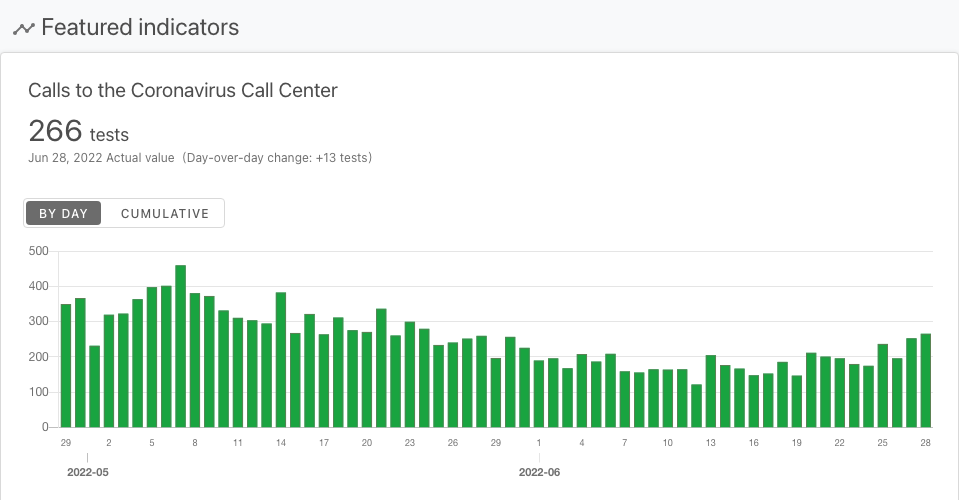 Featured indicators
Calls to the Coronavirus Call Center
266 tests
Jun 28, 2022 Actual value (Day-over-day change: +13 tests)
BY DAY CUMULATIVE
500
400
300
200
100
0
29 2 5 8 11 14 17 20 23 26 29 1 4 7 10 13 16 19 22 25 28
2022-05 2022-06